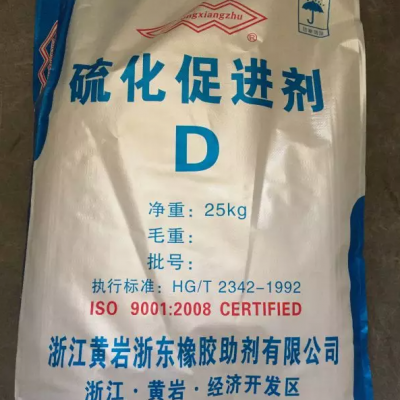 ngxiangzhu
®
硫化促进剂
D
净重：25kg
毛重：
批号：
执行标准：HG/T 2342-1992
ISO 9001:2008 CERTIFIED
浙江黄岩浙东橡胶助剂有限公司
浙江·黄岩·经济开发区